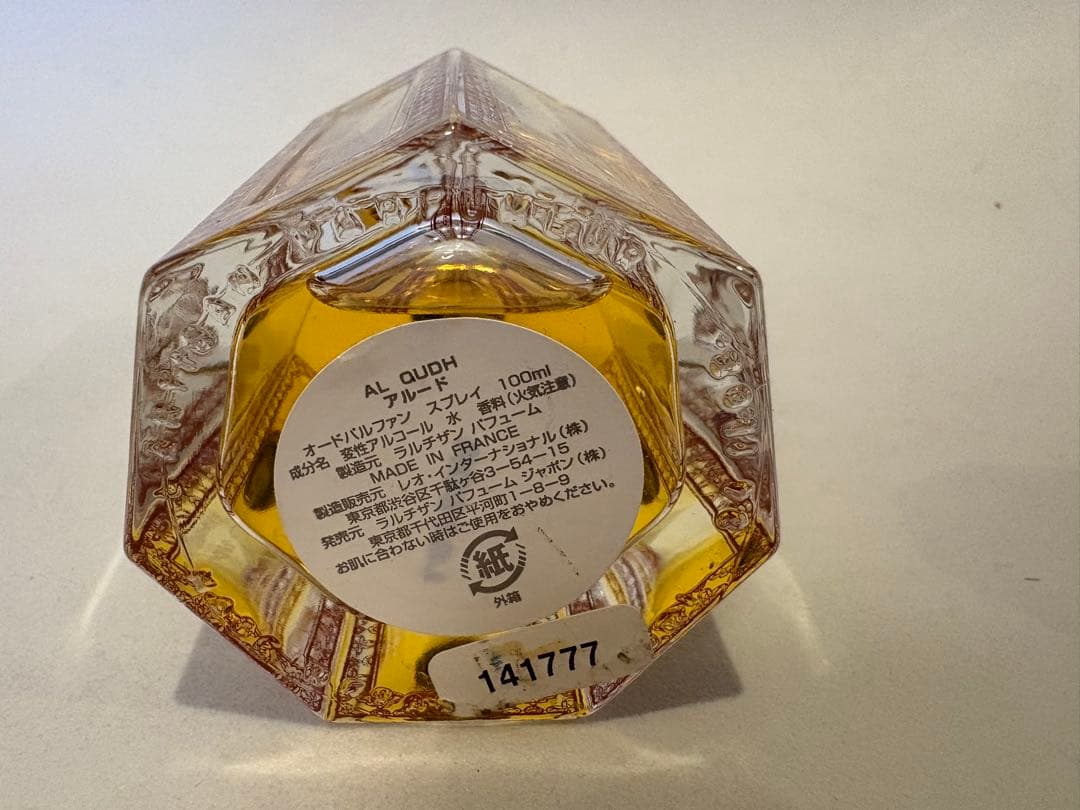 AL OUDH
アルード
オードパルファン スプレイ 100ml
成分名 変性アルコール 水 香料(火気注意)
製造元 ラルチザン パフューム
MADE IN FRANCE
製造販売元 レオ・インターナショナル(株)
東京都渋谷区千駄ヶ谷3-54-15
発売元 ラルチザン パフューム ジャポン(株)
東京都千代田区平河町1-8-9
お肌に合わない時はご使用をおやめください。
紙
外箱
141777